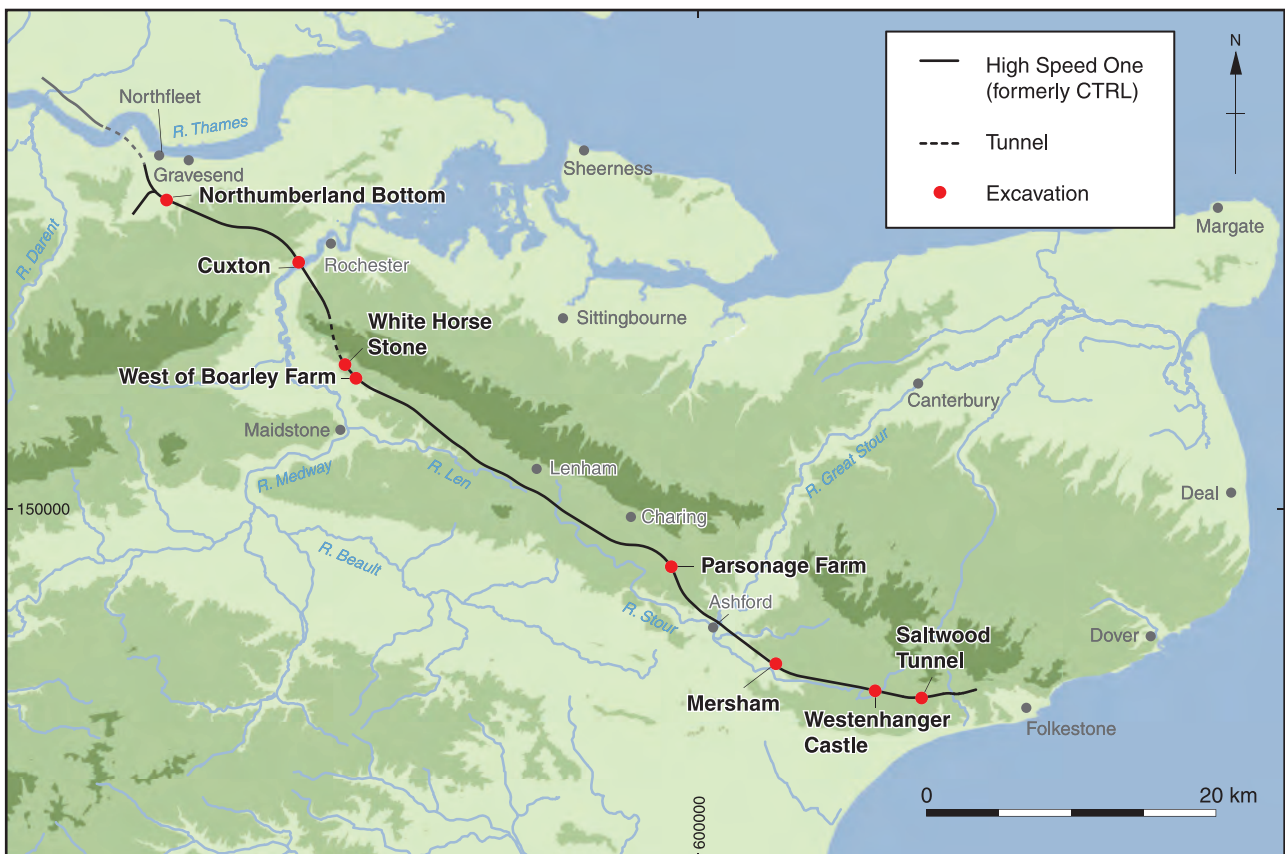 N
High Speed One
(formerly CTRL)
Tunnel
Excavation
Northfleet
R. Thames
Gravesend
Northumberland Bottom
Sheerness
Margate
R. Darent
Cuxton
Rochester
White Horse
Stone
Sittingbourne
West of Boarley Farm
Canterbury
Maidstone
R. Medway
R. Len
Lenham
R. Great Stour
Deal
150000
Charing
R. Beault
Parsonage Farm
Ashford
R. Stour
Saltwood
Tunnel
Dover
Mersham
Westenhanger
Castle
Folkestone
600000
0
20 km